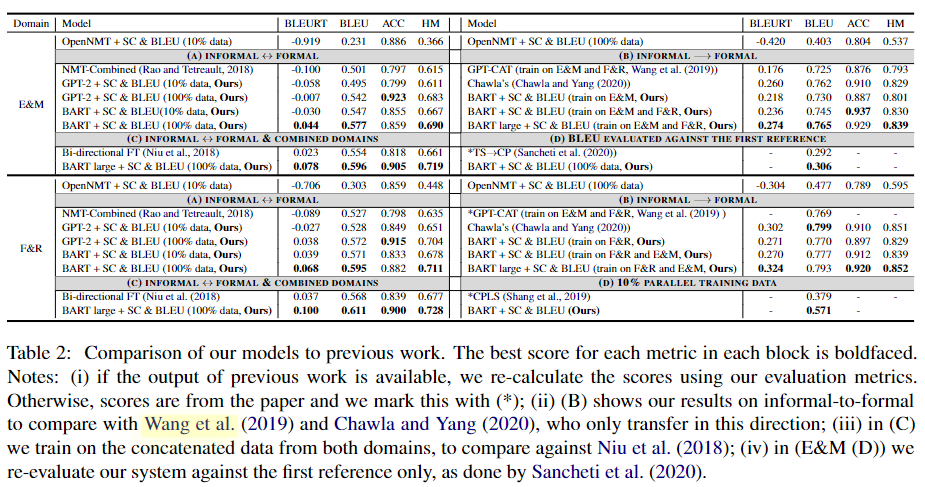 Domain Model BLEURT BLEU ACC HM Model BLEURT BLEU ACC HM
OpenNMT + SC & BLEU (10% data) -0.919 0.231 0.886 0.366 OpenNMT + SC & BLEU (100% data) -0.420 0.403 0.804 0.537
(A) INFORMAL ↔ FORMAL (B) INFORMAL → FORMAL
NMT-Combined (Rao and Tetreault, 2018) -0.100 0.501 0.797 0.615 GPT-CAT (train on E&M and F&R, Wang et al. (2019)) 0.176 0.725 0.876 0.793
GPT-2 + SC & BLEU (10% data, Ours) -0.058 0.495 0.799 0.611 Chawla's (Chawla and Yang (2020)) 0.260 0.762 0.910 0.829
E&M GPT-2 + SC & BLEU (100% data, Ours) -0.007 0.542 0.923 0.683 BART + SC & BLEU (train on E&M, Ours) 0.218 0.730 0.887 0.801
BART + SC & BLEU (10% data, Ours) -0.030 0.547 0.855 0.667 BART + SC & BLEU (train on E&M and F&R, Ours) 0.236 0.745 0.937 0.830
BART + SC & BLEU (100% data, Ours) 0.044 0.577 0.859 0.690 BART large + SC & BLEU (train on E&M and F&R, Ours) 0.274 0.765 0.929 0.839
(C) INFORMAL ↔ FORMAL & COMBINED DOMAINS (D) BLEU EVALUATED AGAINST THE FIRST REFERENCE
Bi-directional FT (Niu et al., 2018) 0.023 0.554 0.818 0.661 *TS→CP (Sancheti et al. (2020)) - 0.292 - -
BART large + SC & BLEU (100% data, Ours) 0.078 0.596 0.905 0.719 BART + SC & BLEU (100% data, Ours) 0.306 - -
OpenNMT + SC & BLEU (10% data) -0.706 0.303 0.859 0.448 OpenNMT + SC & BLEU (100% data) -0.304 0.477 0.789 0.595
(A) INFORMAL ↔ FORMAL (B) INFORMAL → FORMAL
NMT-Combined (Rao and Tetreault, 2018) -0.089 0.527 0.798 0.635 *GPT-CAT (train on E&M and F&R, Wang et al. (2019) ) - 0.769 - -
GPT-2 + SC & BLEU (10% data, Ours) -0.027 0.528 0.849 0.651 Chawla's (Chawla and Yang (2020)) 0.302 0.799 0.910 0.851
F&R GPT-2 + SC & BLEU (100% data, Ours) 0.038 0.572 0.915 0.704 BART + SC & BLEU (train on F&R, Ours) 0.271 0.770 0.897 0.829
BART + SC & BLEU (10% data, Ours) 0.039 0.571 0.833 0.678 BART + SC & BLEU (train on F&R and E&M, Ours) 0.270 0.777 0.912 0.839
BART + SC & BLEU (100% data, Ours) 0.068 0.595 0.882 0.711 BART large + SC & BLEU (train on F&R and E&M, Ours) 0.324 0.793 0.920 0.852
(C) INFORMAL ↔ FORMAL & COMBINED DOMAINS (D) 10% PARALLEL TRAINING DATA
Bi-directional FT (Niu et al. (2018) 0.037 0.568 0.839 0.677 *CPLS (Shang et al., 2019) - 0.379 - -
BART large + SC & BLEU (100% data, Ours) 0.100 0.611 0.900 0.728 BART + SC & BLEU (Ours) 0.571 - -
Table 2: Comparison of our models to previous work. The best score for each metric in each block is boldfaced.
Notes: (i) if the output of previous work is available, we re-calculate the scores using our evaluation metrics.
Otherwise, scores are from the paper and we mark this with (*); (ii) (B) shows our results on informal-to-formal
to compare with Wang et al. (2019) and Chawla and Yang (2020), who only transfer in this direction; (iii) in (C)
we train on the concatenated data from both domains, to compare against Niu et al. (2018); (iv) in (E&M (D)) we
re-evaluate our system against the first reference only, as done by Sancheti et al. (2020).